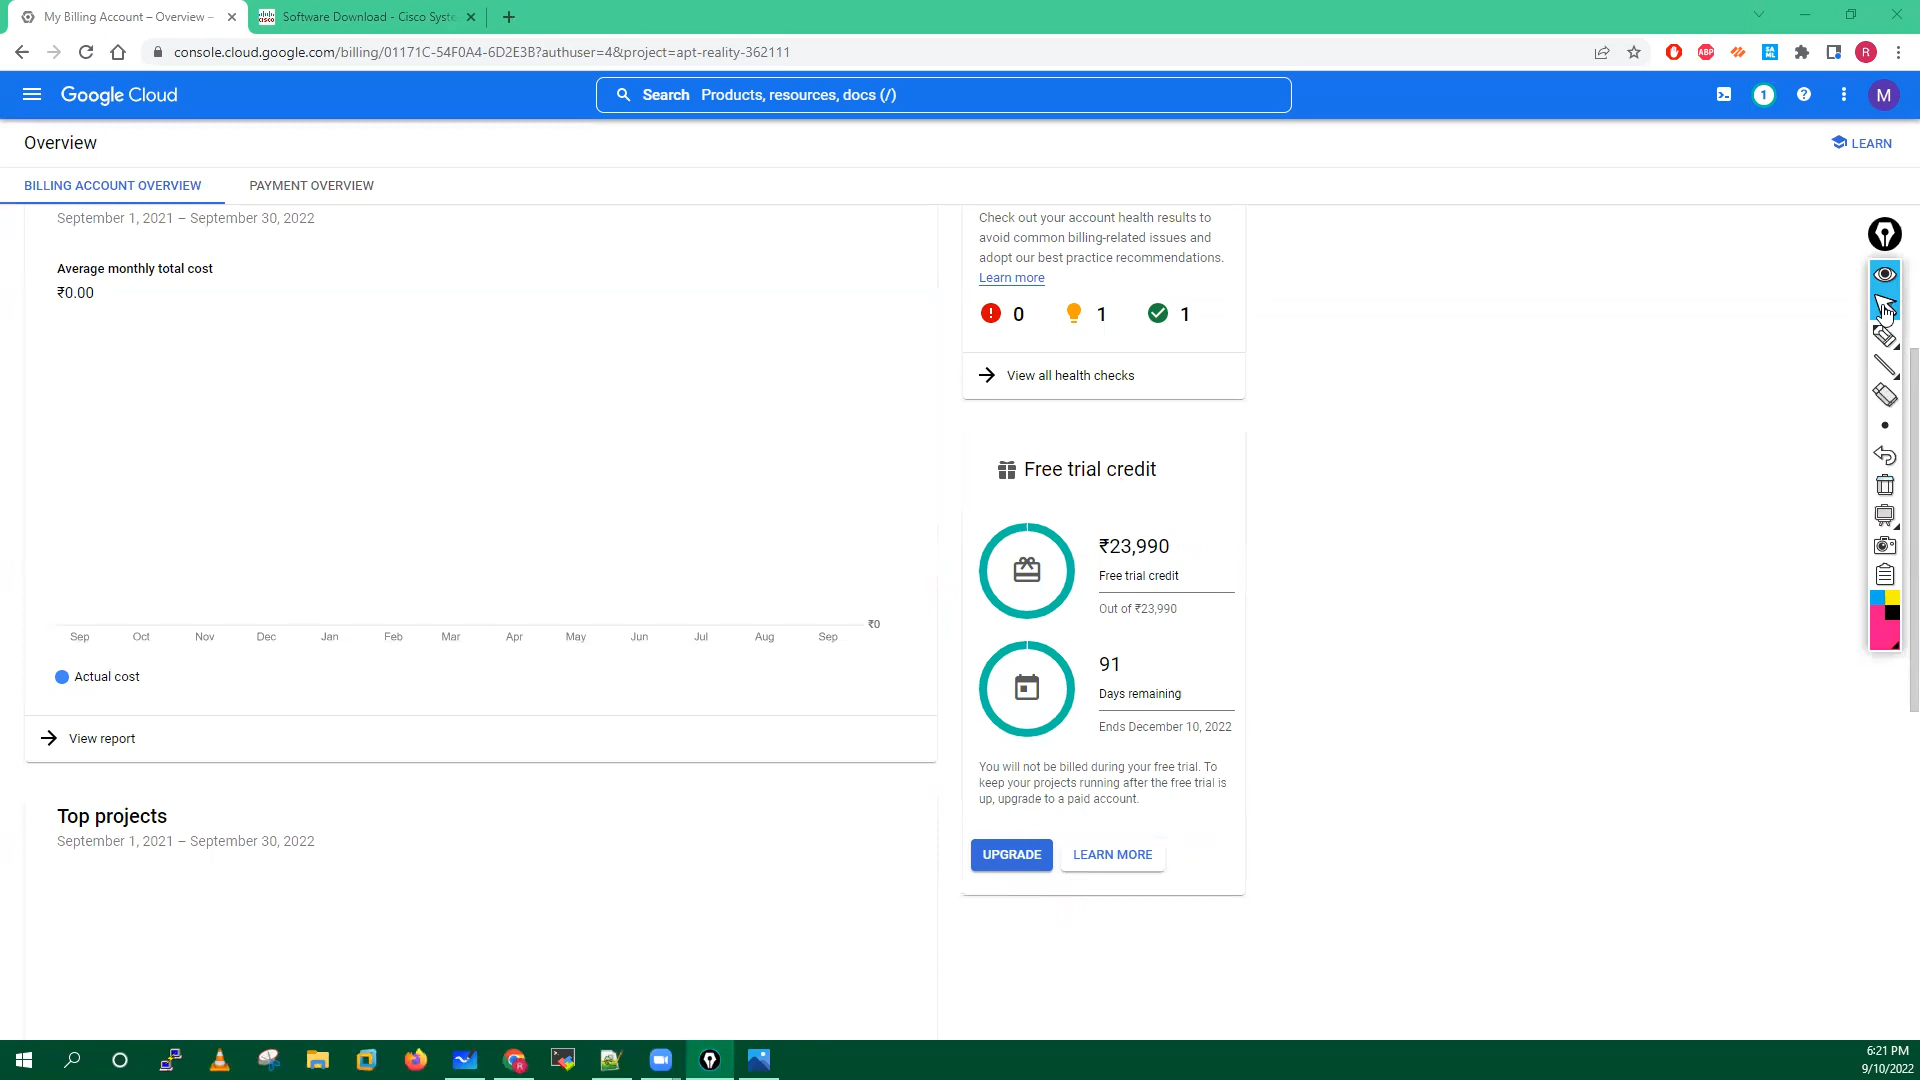 My Billing Account – Overview –
Software Download - Cisco Syste
console.cloud.google.com/billing/01171C-54F0A4-6D2E3B?authuser=4&project=apt-reality-362111
ABP
SAML
R
Google Cloud
Search Products, resources, docs (/)
1
M
Overview
LEARN
BILLING ACCOUNT OVERVIEW
PAYMENT OVERVIEW
September 1, 2021 – September 30, 2022
Average monthly total cost
₹0.00
₹0
Sep Oct Nov Dec Jan Feb Mar Apr May Jun Jul Aug Sep
Actual cost
View report
Top projects
September 1, 2021 – September 30, 2022
Check out your account health results to
avoid common billing-related issues and
adopt our best practice recommendations.
Learn more
0 1 1
View all health checks
Free trial credit
₹23,990
Free trial credit
Out of ₹23,990
91
Days remaining
Ends December 10, 2022
You will not be billed during your free trial. To
keep your projects running after the free trial is
up, upgrade to a paid account.
UPGRADE
LEARN MORE
6:21 PM
9/10/2022